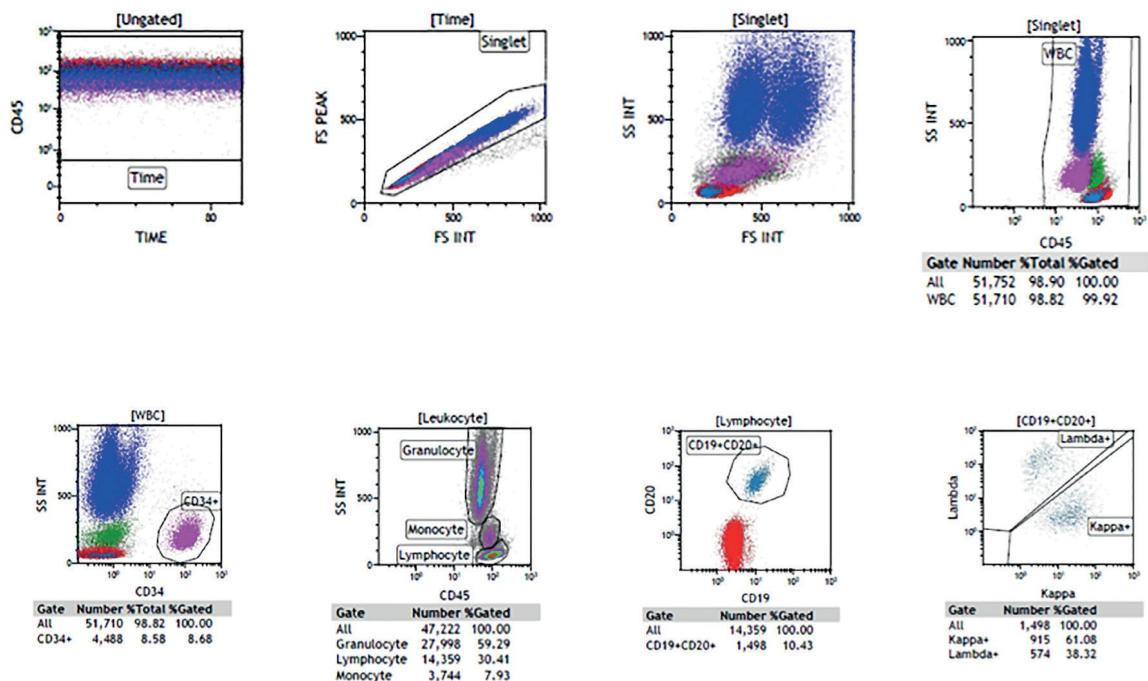 [Ungated]
CD45
10³
10²
10¹
10⁰
0
Time
0
80
TIME
[Time]
FS PEAK
1000
500
0
Singlet
0
500
1000
FS INT
[Singlet]
SS INT
1000
500
0
0
500
1000
FS INT
[Singlet]
SS INT
1000
500
0
WBC
10⁰ 10¹ 10² 10³
CD45
Gate Number %Total %Gated
All 51,752 98.90 100.00
WBC 51,710 98.82 99.92
[WBC]
SS INT
1000
500
0
CD34+
10⁰ 10¹ 10² 10³
CD34
Gate Number %Total %Gated
All 51,710 98.82 100.00
CD34+ 4,488 8.58 8.68
[Leukocyte]
SS INT
1000
500
0
Granulocyte
Monocyte
Lymphocyte
10⁰ 10¹ 10² 10³
CD45
Gate Number %Gated
All 47,222 100.00
Granulocyte 27,998 59.29
Lymphocyte 14,359 30.41
Monocyte 3,744 7.93
[Lymphocyte]
CD20
10³
10²
10¹
10⁰
CD19+CD20+
10⁰ 10¹ 10² 10³
CD19
Gate Number %Gated
All 14,359 100.00
CD19+CD20+ 1,498 10.43
[CD19+CD20+]
Lambda
10³
10²
10¹
10⁰
Lambda+
Kappa+
10⁰ 10¹ 10² 10³
Kappa
Gate Number %Gated
All 1,498 100.00
Kappa+ 915 61.08
Lambda+ 574 38.32